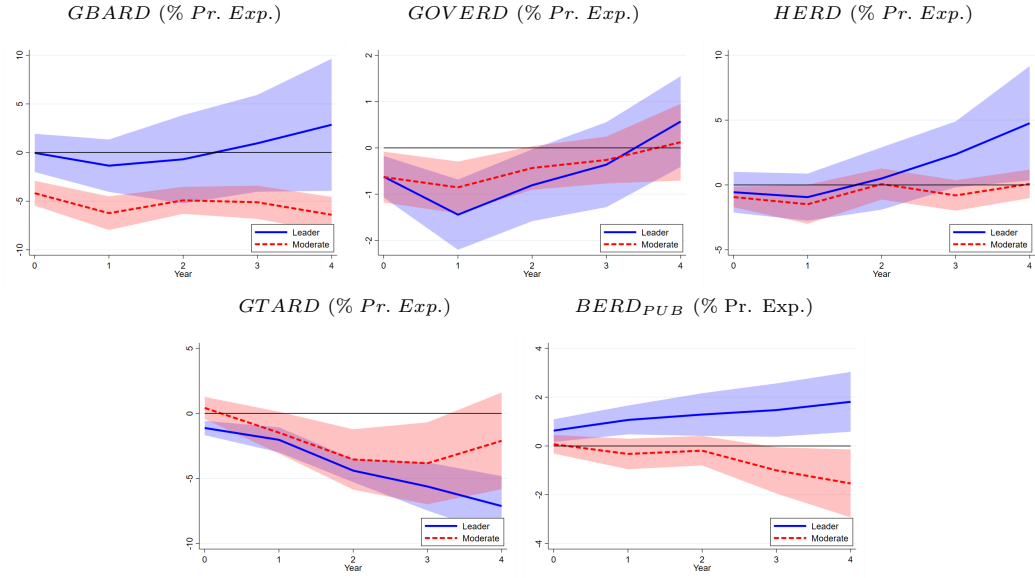 GBARD (% Pr. Exp.)
GOVERD (% Pr. Exp.)
HERD (% Pr. Exp.)
10
5
0
-5
-10
0
1
2
3
4
Year
Leader
Moderate
2
1
0
-1
-2
0
1
2
3
4
Year
Leader
Moderate
10
5
0
-5
0
1
2
3
4
Year
Leader
Moderate
GTARD (% Pr. Exp.)
BERD_PUB (% Pr. Exp.)
5
0
-5
-10
0
1
2
3
4
Year
Leader
Moderate
4
2
0
-2
-4
0
1
2
3
4
Year
Leader
Moderate